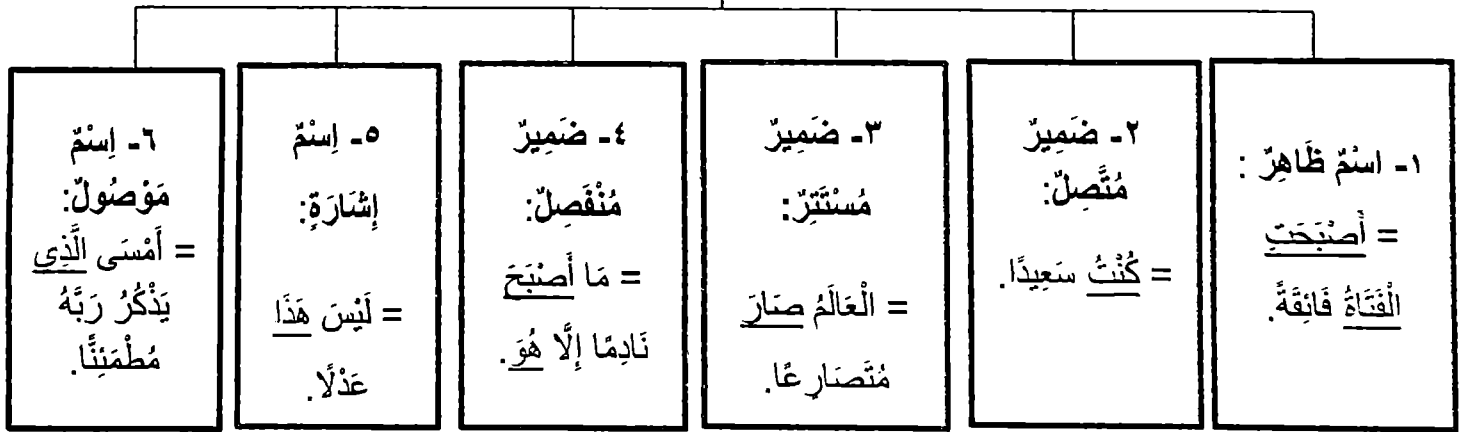 ١- اسْمٌ ظَاهِرٌ :
= أَصْبَحَتِ
الْفَتَاةُ فَائِقَةً.
٢- ضَمِيرٌ
مُتَّصِلٌ:
= كُنْتُ سَعِيدًا.
٣- ضَمِيرٌ
مُسْتَتِرٌ:
= الْعَالَمُ صَارَ
مُتَصَارِعًا.
٤- ضَمِيرٌ
مُنْفَصِلٌ:
= مَا أَصْبَحَ
نَادِمًا إِلَّا هُوَ.
٥- اِسْمُ
إِشَارَةٍ:
= لَيْسَ هَذَا
عَدْلًا.
٦- اِسْمٌ
مَوْصُولٌ:
= أَمْسَى الَّذِي
يَذْكُرُ رَبَّهُ
مُطْمَئِنًّا.